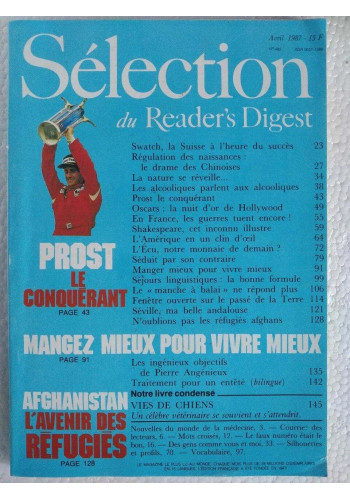 Avril 1987 - 15 F
Sélection
du Reader's Digest
Swatch, la Suisse à l'heure du succès 23
Régulation des naissances :
le drame des Chinoises 27
La nature se réveille... 34
Les alcooliques parlent aux alcooliques 38
Prost le conquérant 43
Oscars : la nuit d'or de Hollywood 49
En France, les guerres tuent encore ! 55
Shakespeare, cet inconnu illustre 59
L'Amérique en un clin d'œil 64
L'Écu, notre monnaie de demain ? 72
Séduit par son contraire 79
Manger mieux pour vivre mieux 91
Séjours linguistiques : la bonne formule 99
Le « manche à balai » ne répond plus 106
Fenêtre ouverte sur le passé de la Terre 114
Séville, ma belle andalouse 121
N'oublions pas les réfugiés afghans 128
PROST
LE
CONQUÉRANT
PAGE 43
MANGEZ MIEUX POUR VIVRE MIEUX
PAGE 91
Les ingénieux objectifs
de Pierre Angénieux 135
Traitement pour un entêté (bilingue) 142
Notre livre condensé
VIES DE CHIENS 145
Un célèbre vétérinaire se souvient et s'attendrit.
AFGHANISTAN
L'AVENIR DES
RÉFUGIÉS
PAGE 128
Nouvelles du monde de la médecine, 3. — Courrier des
lecteurs, 6. — Mots croisés, 12. — Le faux numéro était le
bon, 16. — Des gens comme vous et moi, 33. — Silhouettes
et profils, 70. — Vocabulaire, 97.